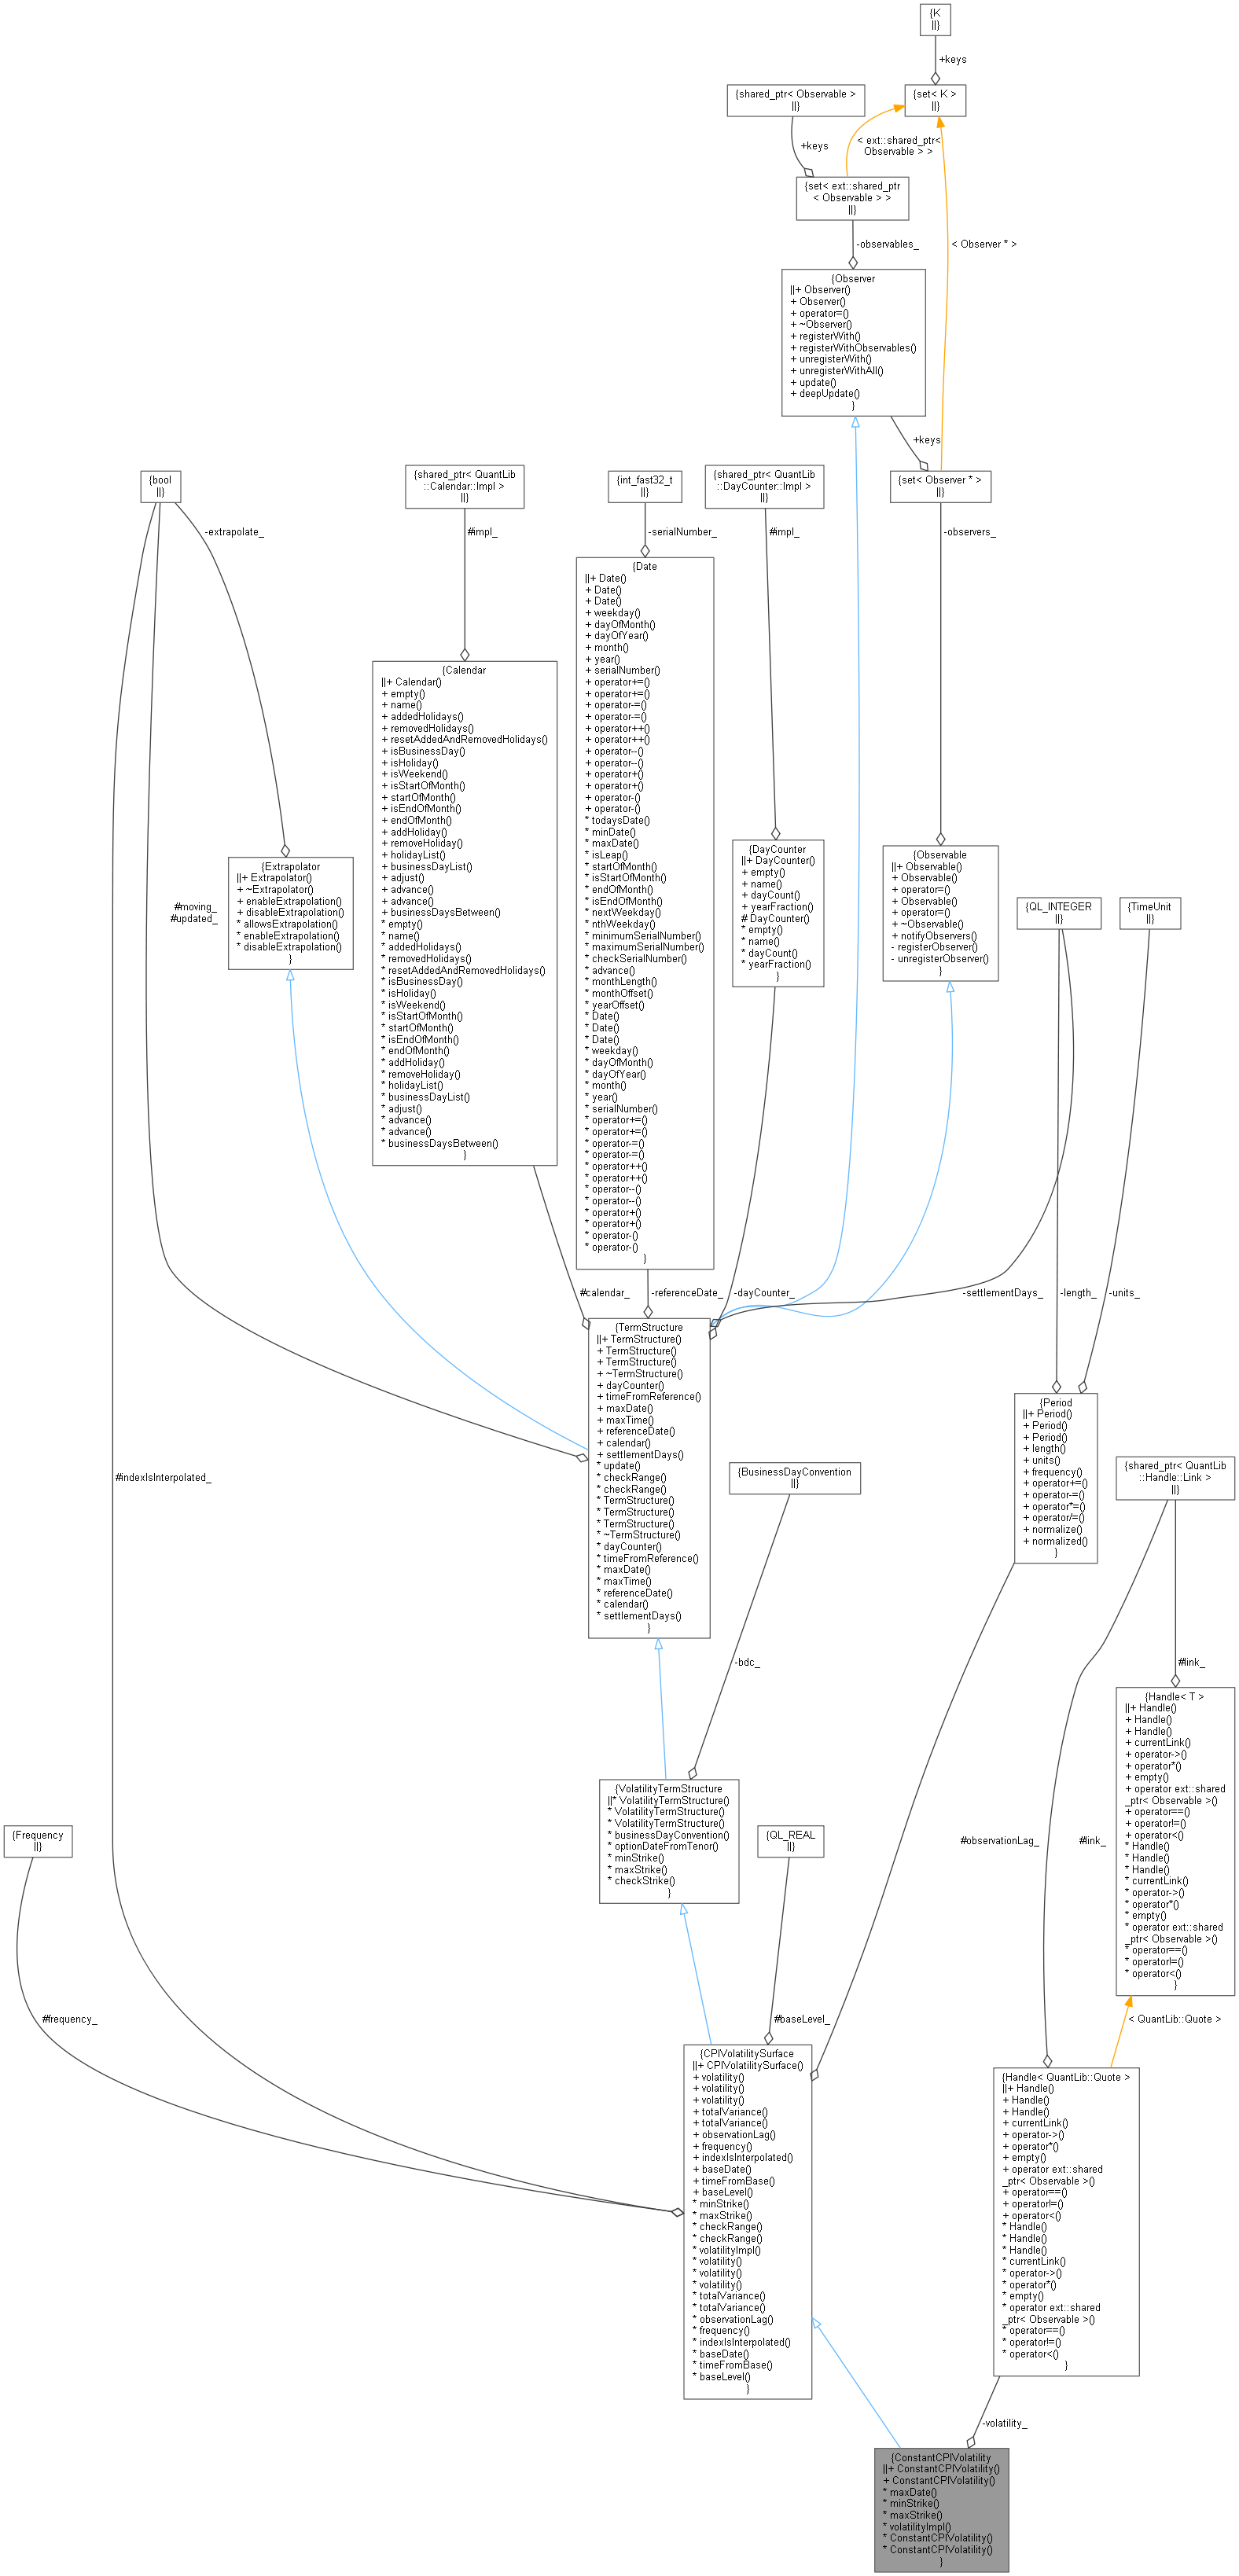 {K
||}
+keys
{shared_ptr< Observable >
||}
{set< K >
||}
+keys
< ext::shared_ptr<
Observable > >
{set< ext::shared_ptr
< Observable > >
||}
-observables_
< Observer * >
{Observer
||+ Observer()
+ Observer()
+ operator=()
+ ~Observer()
+ registerWith()
+ registerWithObservables()
+ unregisterWith()
+ unregisterWithAll()
+ update()
+ deepUpdate()
}
+keys
{bool
||}
{shared_ptr< QuantLib
::Calendar::Impl >
||}
{int_fast32_t
||}
{shared_ptr< QuantLib
::DayCounter::Impl >
||}
{set< Observer * >
||}
-extrapolate_
#impl_
-serialNumber_
#impl_
-observers_
{Date
||+ Date()
+ Date()
+ Date()
+ weekday()
+ dayOfMonth()
+ dayOfYear()
+ month()
+ year()
+ serialNumber()
+ operator+=()
+ operator+=()
+ operator-=()
+ operator-=()
+ operator++()
+ operator++()
+ operator--()
+ operator--()
+ operator+()
+ operator+()
+ operator-()
+ operator-()
* todaysDate()
* minDate()
* maxDate()
* isLeap()
* startOfMonth()
* isStartOfMonth()
* endOfMonth()
* isEndOfMonth()
* nextWeekday()
* nthWeekday()
* minimumSerialNumber()
* maximumSerialNumber()
* checkSerialNumber()
* advance()
* monthLength()
* monthOffset()
* yearOffset()
* Date()
* Date()
* Date()
* weekday()
* dayOfMonth()
* dayOfYear()
* month()
* year()
* serialNumber()
* operator+=()
* operator+=()
* operator-=()
* operator-=()
* operator++()
* operator++()
* operator--()
* operator--()
* operator+()
* operator+()
* operator-()
* operator-()
}
{Calendar
||+ Calendar()
+ empty()
+ name()
+ addedHolidays()
+ removedHolidays()
+ resetAddedAndRemovedHolidays()
+ isBusinessDay()
+ isHoliday()
+ isWeekend()
+ isStartOfMonth()
+ startOfMonth()
+ isEndOfMonth()
+ endOfMonth()
+ addHoliday()
+ removeHoliday()
+ holidayList()
+ businessDayList()
+ adjust()
+ advance()
+ advance()
+ businessDaysBetween()
* empty()
* name()
* addedHolidays()
* removedHolidays()
* resetAddedAndRemovedHolidays()
* isBusinessDay()
* isHoliday()
* isWeekend()
* isStartOfMonth()
* startOfMonth()
* isEndOfMonth()
* endOfMonth()
* addHoliday()
* removeHoliday()
* holidayList()
* businessDayList()
* adjust()
* advance()
* advance()
* businessDaysBetween()
}
{DayCounter
||+ DayCounter()
+ empty()
+ name()
+ dayCount()
+ yearFraction()
# DayCounter()
* empty()
* name()
* dayCount()
* yearFraction()
}
{Observable
||+ Observable()
+ Observable()
+ operator=()
+ Observable()
+ operator=()
+ ~Observable()
+ notifyObservers()
- registerObserver()
- unregisterObserver()
}
{Extrapolator
||+ Extrapolator()
+ ~Extrapolator()
+ enableExtrapolation()
+ disableExtrapolation()
* allowsExtrapolation()
* enableExtrapolation()
* disableExtrapolation()
}
#moving_
#updated_
{QL_INTEGER
||}
{TimeUnit
||}
#calendar_
-referenceDate_
-dayCounter_
-settlementDays_
-length_
-units_
{TermStructure
||+ TermStructure()
+ TermStructure()
+ TermStructure()
+ ~TermStructure()
+ dayCounter()
+ timeFromReference()
+ maxDate()
+ maxTime()
+ referenceDate()
+ calendar()
+ settlementDays()
* update()
* checkRange()
* checkRange()
* TermStructure()
* TermStructure()
* TermStructure()
* ~TermStructure()
* dayCounter()
* timeFromReference()
* maxDate()
* maxTime()
* referenceDate()
* calendar()
* settlementDays()
}
{Period
||+ Period()
+ Period()
+ Period()
+ length()
+ units()
+ frequency()
+ operator+=()
+ operator-=()
+ operator*=()
+ operator/=()
+ normalize()
+ normalized()
}
#indexIsInterpolated_
{BusinessDayConvention
||}
{shared_ptr< QuantLib
::Handle::Link >
||}
-bdc_
#link_
{Handle< T >
||+ Handle()
+ Handle()
+ Handle()
+ currentLink()
+ operator->()
+ operator*()
+ empty()
+ operator ext::shared
_ptr< Observable >()
+ operator==()
+ operator!=()
+ operator<()
* Handle()
* Handle()
* Handle()
* currentLink()
* operator->()
* operator*()
* empty()
* operator ext::shared
_ptr< Observable >()
* operator==()
* operator!=()
* operator<()
}
{VolatilityTermStructure
||* VolatilityTermStructure()
* VolatilityTermStructure()
* VolatilityTermStructure()
* businessDayConvention()
* optionDateFromTenor()
* minStrike()
* maxStrike()
* checkStrike()
}
{Frequency
||}
{QL_REAL
||}
#observationLag_
#link_
#frequency_
#baseLevel_
< QuantLib::Quote >
{CPIVolatilitySurface
||+ CPIVolatilitySurface()
+ volatility()
+ volatility()
+ volatility()
+ totalVariance()
+ totalVariance()
+ observationLag()
+ frequency()
+ indexIsInterpolated()
+ baseDate()
+ timeFromBase()
+ baseLevel()
* minStrike()
* maxStrike()
* checkRange()
* checkRange()
* volatilityImpl()
* volatility()
* volatility()
* volatility()
* totalVariance()
* totalVariance()
* observationLag()
* frequency()
* indexIsInterpolated()
* baseDate()
* timeFromBase()
* baseLevel()
}
{Handle< QuantLib::Quote >
||+ Handle()
+ Handle()
+ Handle()
+ currentLink()
+ operator->()
+ operator*()
+ empty()
+ operator ext::shared
_ptr< Observable >()
+ operator==()
+ operator!=()
+ operator<()
* Handle()
* Handle()
* Handle()
* currentLink()
* operator->()
* operator*()
* empty()
* operator ext::shared
_ptr< Observable >()
* operator==()
* operator!=()
* operator<()
}
-volatility_
{ConstantCPIVolatility
||+ ConstantCPIVolatility()
+ ConstantCPIVolatility()
* maxDate()
* minStrike()
* maxStrike()
* volatilityImpl()
* ConstantCPIVolatility()
* ConstantCPIVolatility()
}